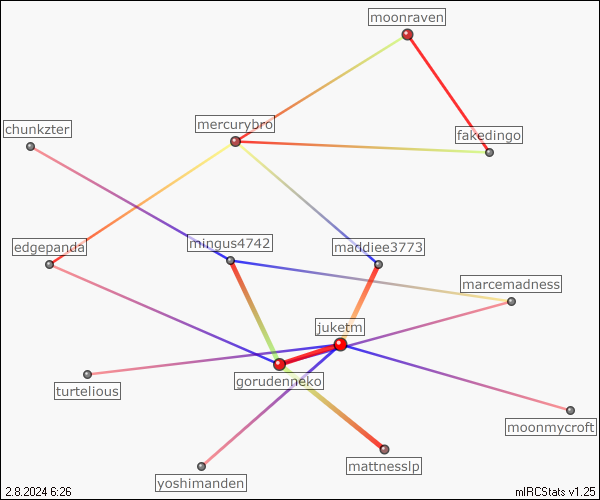 moonraven
chunkzter
mercurybro
fakedingo
edgepanda
mingus4742
maddiee3773
marcemadness
juketm
gorudenneko
turtelious
moonmycroft
mattnesslp
yoshimanden
2.8.2024 6:26
mIRCStats v1.25